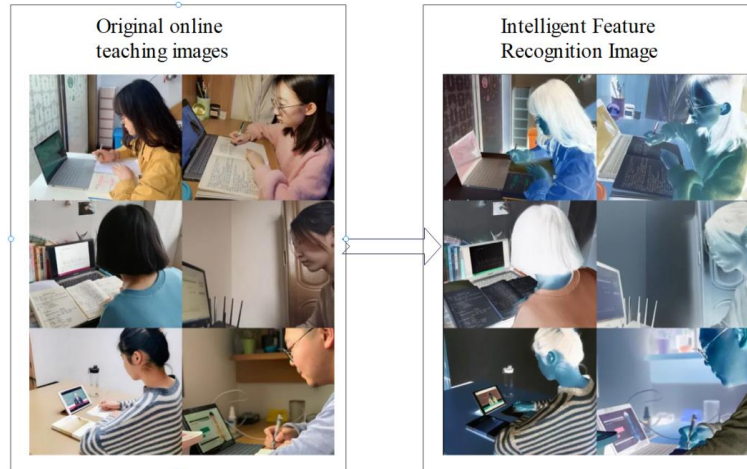 Original online
teaching images
Intelligent Feature
Recognition Image